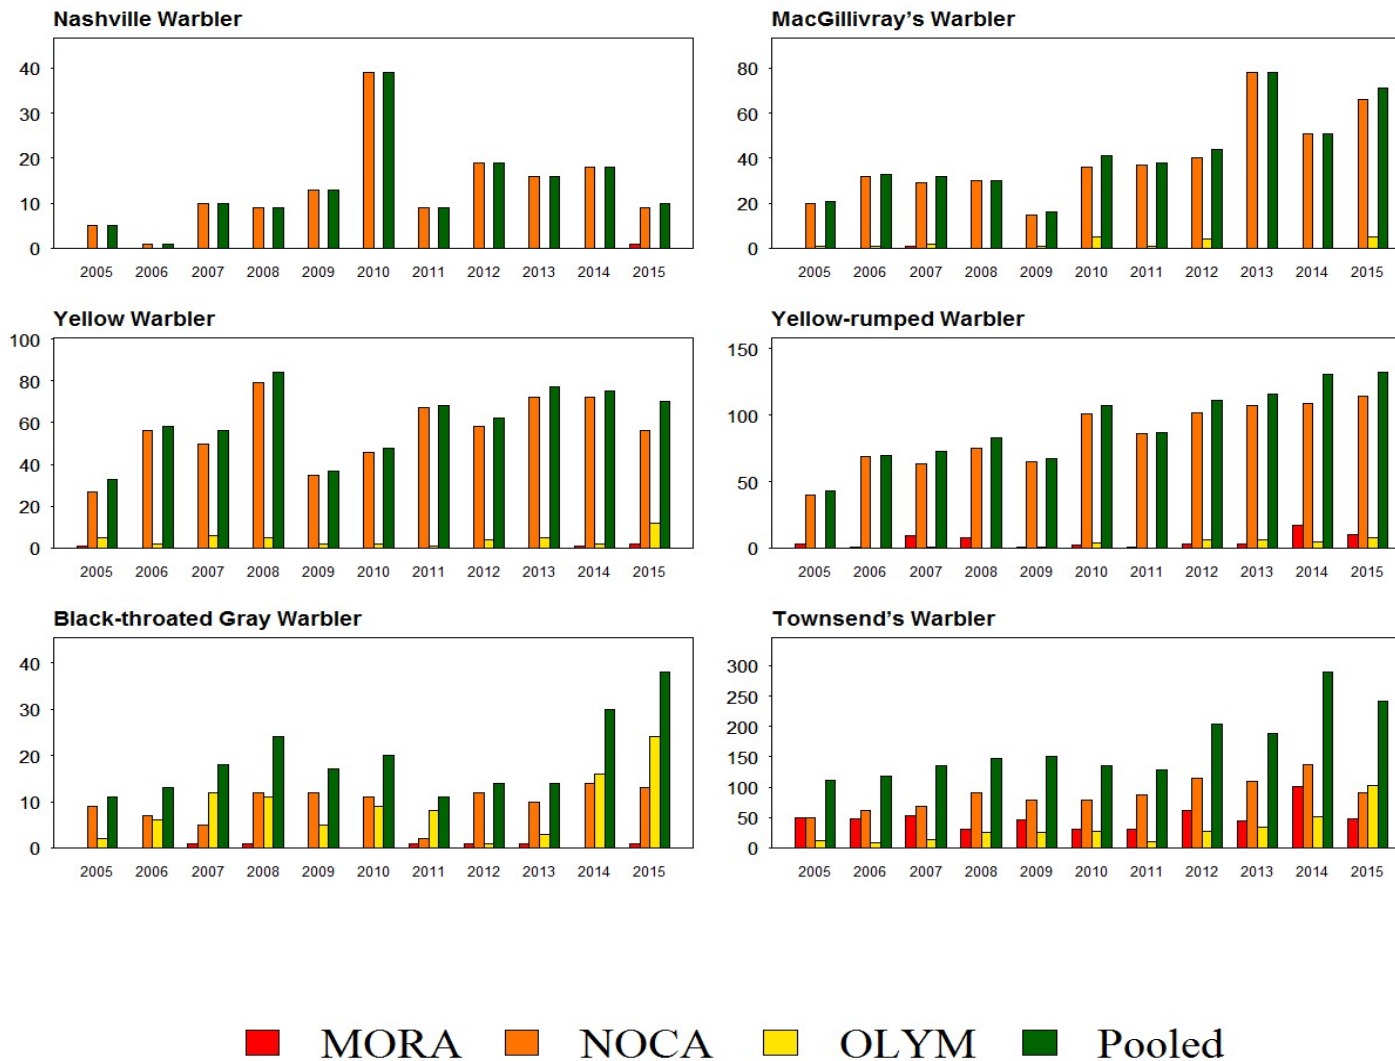 Nashville Warbler
40
30
20
10
0
2005 2006 2007 2008 2009 2010 2011 2012 2013 2014 2015
MacGillivray’s Warbler
80
60
40
20
0
2005 2006 2007 2008 2009 2010 2011 2012 2013 2014 2015
Yellow Warbler
100
80
60
40
20
0
2005 2006 2007 2008 2009 2010 2011 2012 2013 2014 2015
Yellow-rumped Warbler
150
100
50
0
2005 2006 2007 2008 2009 2010 2011 2012 2013 2014 2015
Black-throated Gray Warbler
40
30
20
10
0
2005 2006 2007 2008 2009 2010 2011 2012 2013 2014 2015
Townsend’s Warbler
300
250
200
150
100
50
0
2005 2006 2007 2008 2009 2010 2011 2012 2013 2014 2015
MORA NOCA OLYM Pooled